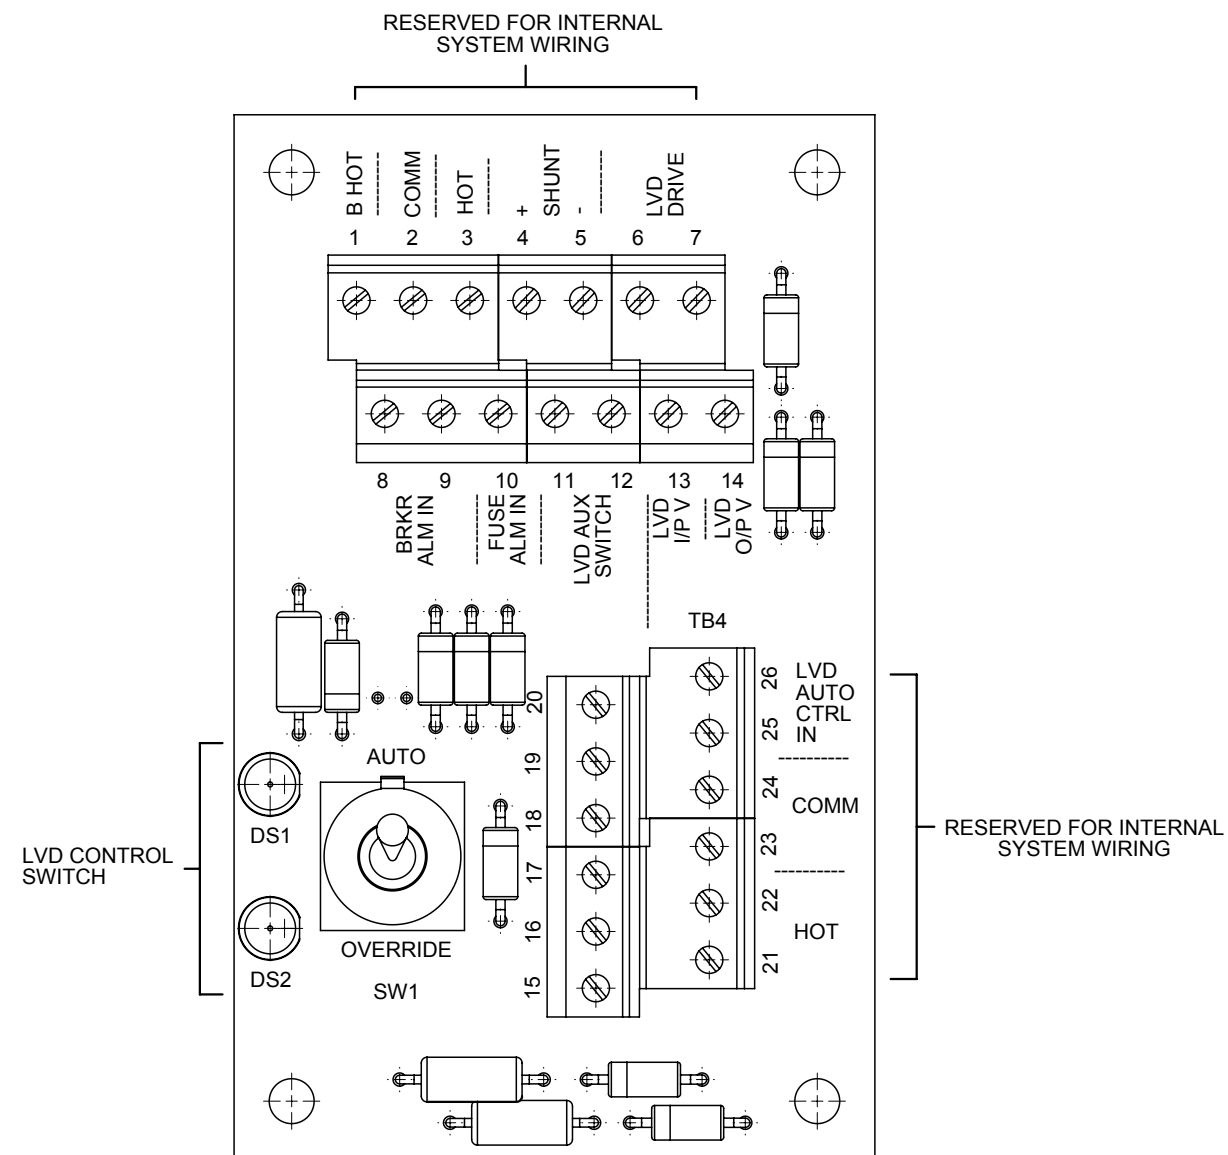 RESERVED FOR INTERNAL
SYSTEM WIRING
B HOT
COMM
HOT
+
SHUNT
-
LVD
DRIVE
1 2 3 4 5 6 7
8 9 10 11 12 13 14
BRKR
ALM IN
FUSE
ALM IN
LVD AUX
SWITCH
LVD
I/P V
LVD
O/P V
TB4
20
19
18
17
16
15
26
25
24
23
22
21
LVD
AUTO
CTRL
IN
COMM
HOT
RESERVED FOR INTERNAL
SYSTEM WIRING
AUTO
DS1
LVD CONTROL
SWITCH
OVERRIDE
DS2
SW1